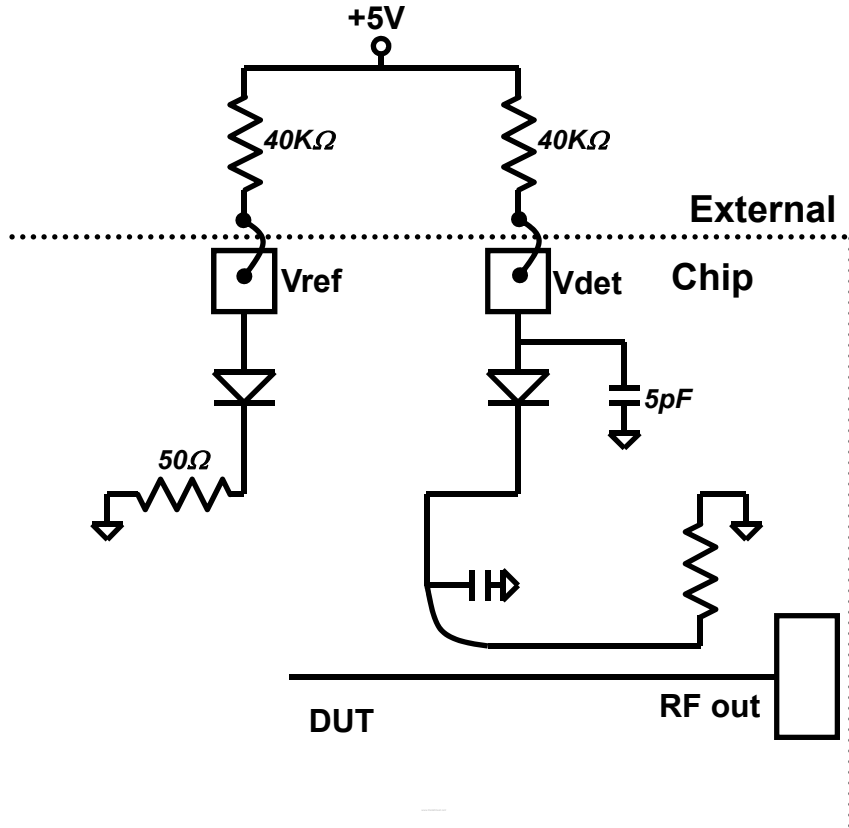 +5V
40KΩ
40KΩ
External
Vref
Vdet
Chip
5pF
50Ω
RF out
DUT